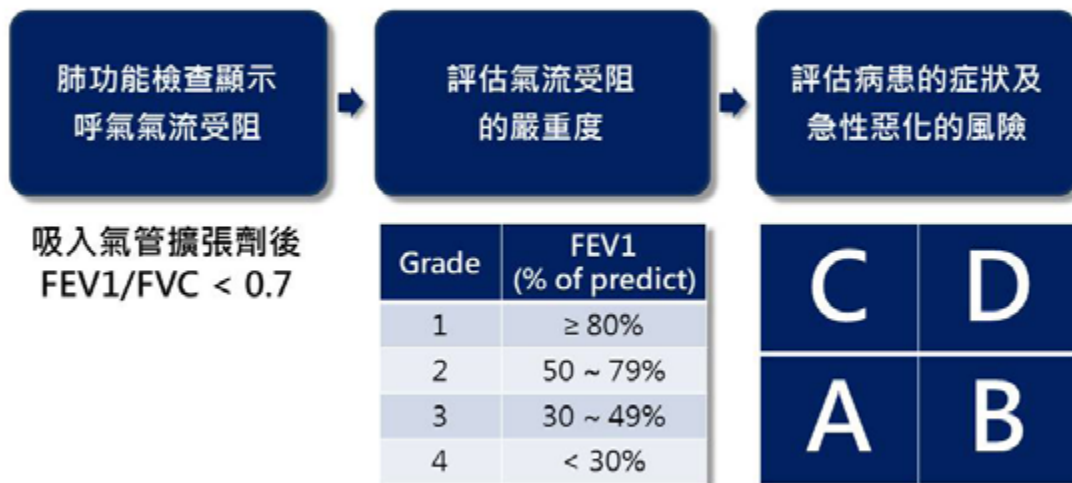 肺功能檢查顯示
呼氣氣流受阻
評估氣流受阻
的嚴重度
評估病患的症狀及
急性惡化的風險
吸入氣管擴張劑後
FEV1/FVC < 0.7
Grade FEV1 (% of predict)
1 ≥ 80%
2 50 ~ 79%
3 30 ~ 49%
4 < 30%
C D
A B